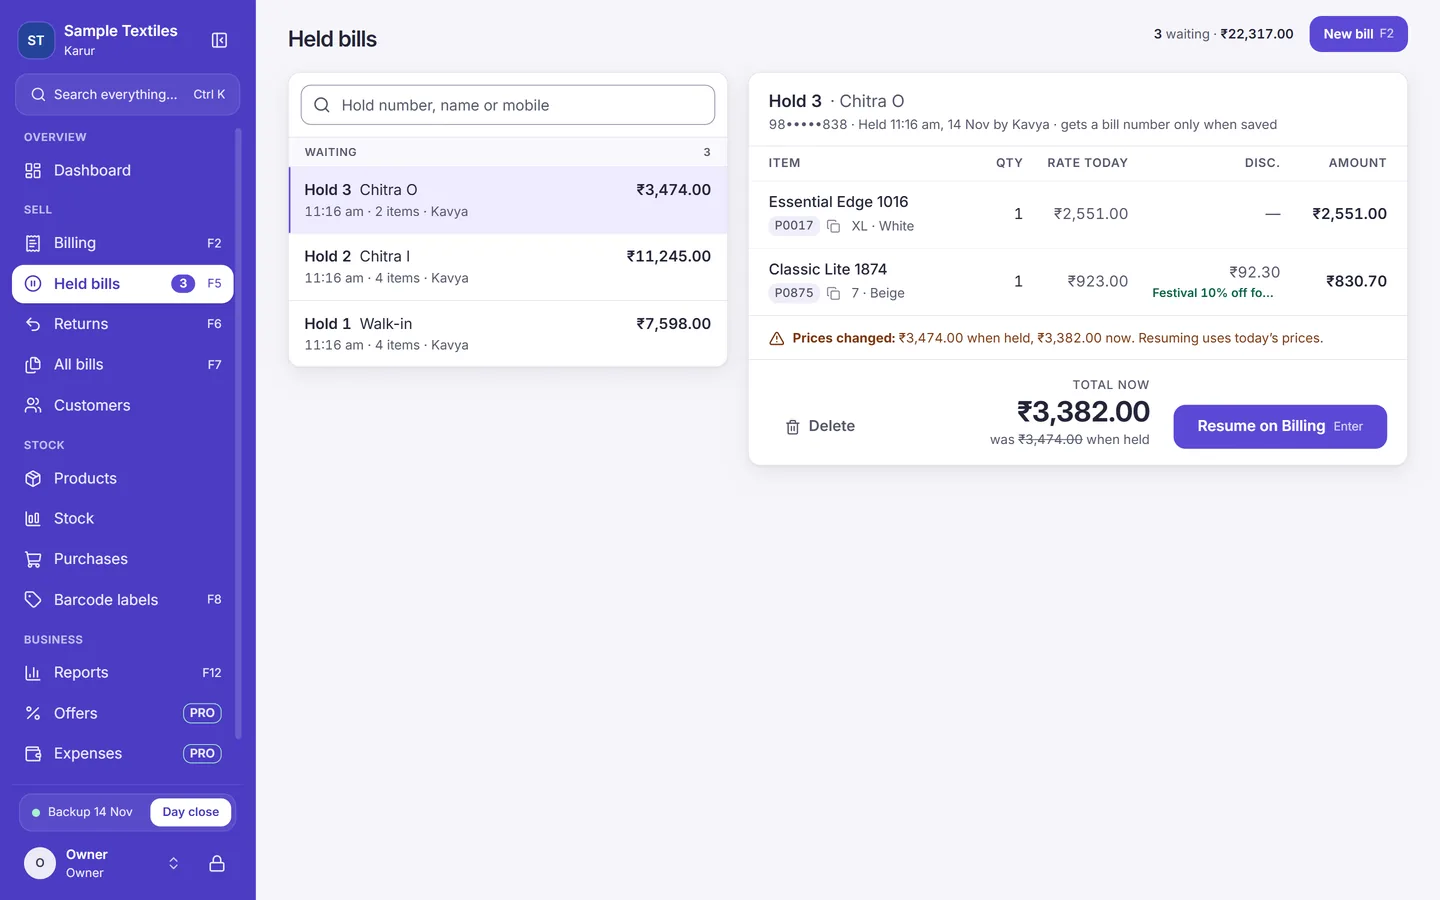 ST
Sample Textiles
Karur
Search everything... Ctrl K
OVERVIEW
Dashboard
SELL
Billing F2
Held bills 3 F5
Returns F6
All bills F7
Customers
STOCK
Products
Stock
Purchases
Barcode labels F8
BUSINESS
Reports F12
Offers PRO
Expenses PRO
Backup 14 Nov Day close
O
Owner
Owner
Held bills
3 waiting · ₹22,317.00 New bill F2
Hold number, name or mobile
WAITING 3
Hold 3 Chitra O ₹3,474.00
11:16 am · 2 items · Kavya
Hold 2 Chitra I ₹11,245.00
11:16 am · 4 items · Kavya
Hold 1 Walk-in ₹7,598.00
11:16 am · 4 items · Kavya
Hold 3 · Chitra O
98•••••838 · Held 11:16 am, 14 Nov by Kavya · gets a bill number only when saved
ITEM QTY RATE TODAY DISC. AMOUNT
Essential Edge 1016 1 ₹2,551.00 — ₹2,551.00
P0017 XL · White
Classic Lite 1874 1 ₹923.00 ₹92.30 ₹830.70
P0875 7 · Beige Festival 10% off fo...
Prices changed: ₹3,474.00 when held, ₹3,382.00 now. Resuming uses today’s prices.
TOTAL NOW
₹3,382.00
was ₹3,474.00 when held
Delete
Resume on Billing Enter